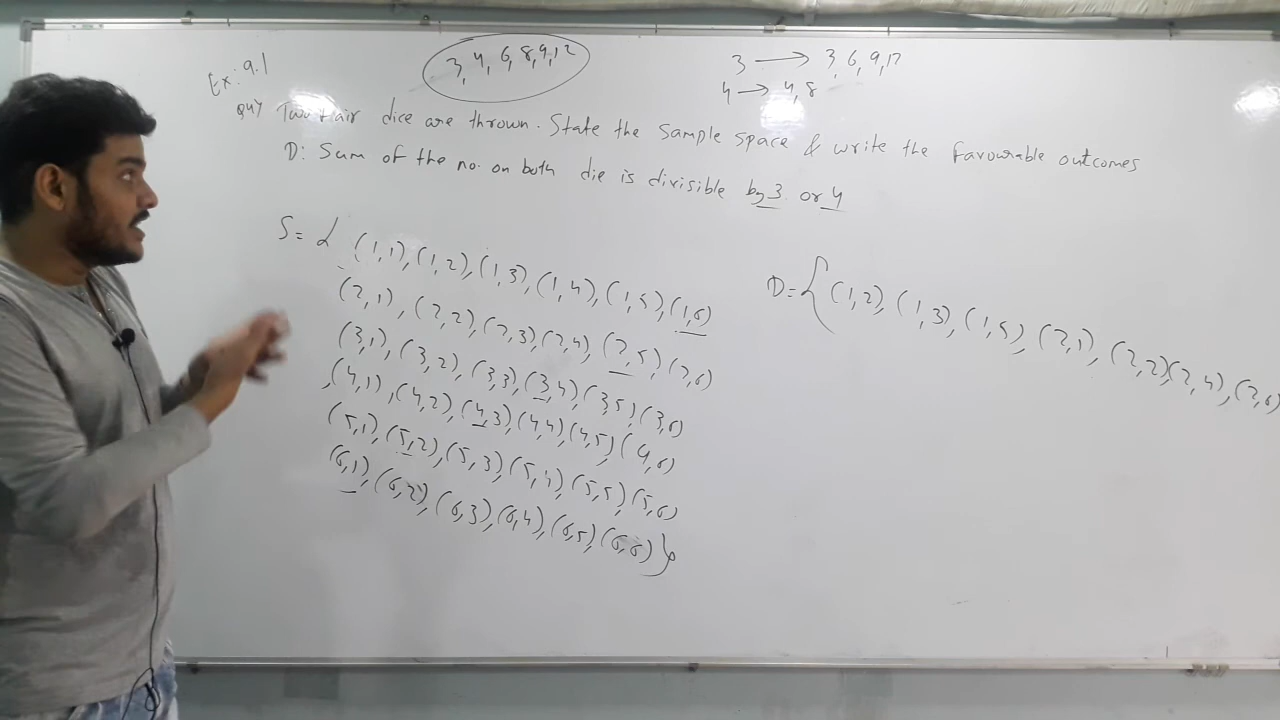 Ex: 9.1
3, 4, 6, 8, 9, 12
3 → 3, 6, 9, 12
4 → 4, 8
Q4) Two Fair dice are thrown. State the Sample space & write the favourable outcomes
D: Sum of the no. on both die is divisible by 3 or 4
S = { (1,1), (1,2), (1,3), (1,4), (1,5), (1,6)
(2,1), (2,2), (2,3), (2,4), (2,5), (2,6)
(3,1), (3,2), (3,3), (3,4), (3,5), (3,6)
,(4,1), (4,2), (4,3), (4,4), (4,5), (4,6)
(5,1), (5,2), (5,3), (5,4), (5,5), (5,6)
(6,1), (6,2), (6,3), (6,4), (6,5), (6,6) }
D = { (1,2), (1,3), (1,5), (2,1), (2,2), (2,4), (2,6)